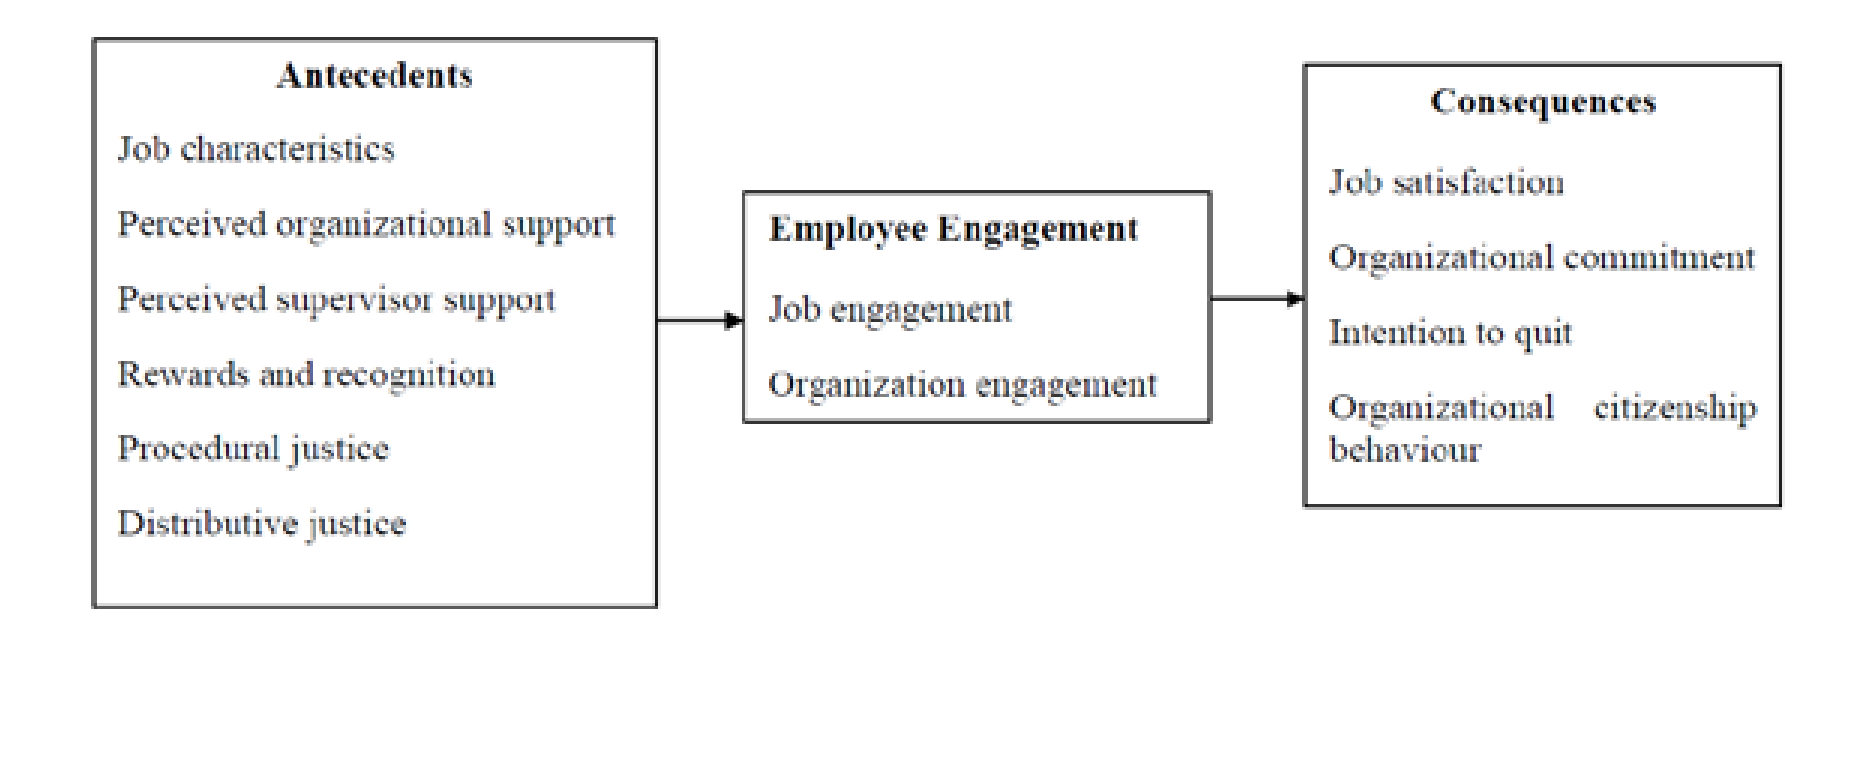 Antecedents
Job characteristics
Perceived organizational support
Perceived supervisor support
Rewards and recognition
Procedural justice
Distributive justice
Employee Engagement
Job engagement
Organization engagement
Consequences
Job satisfaction
Organizational commitment
Intention to quit
Organizational citizenship
behaviour